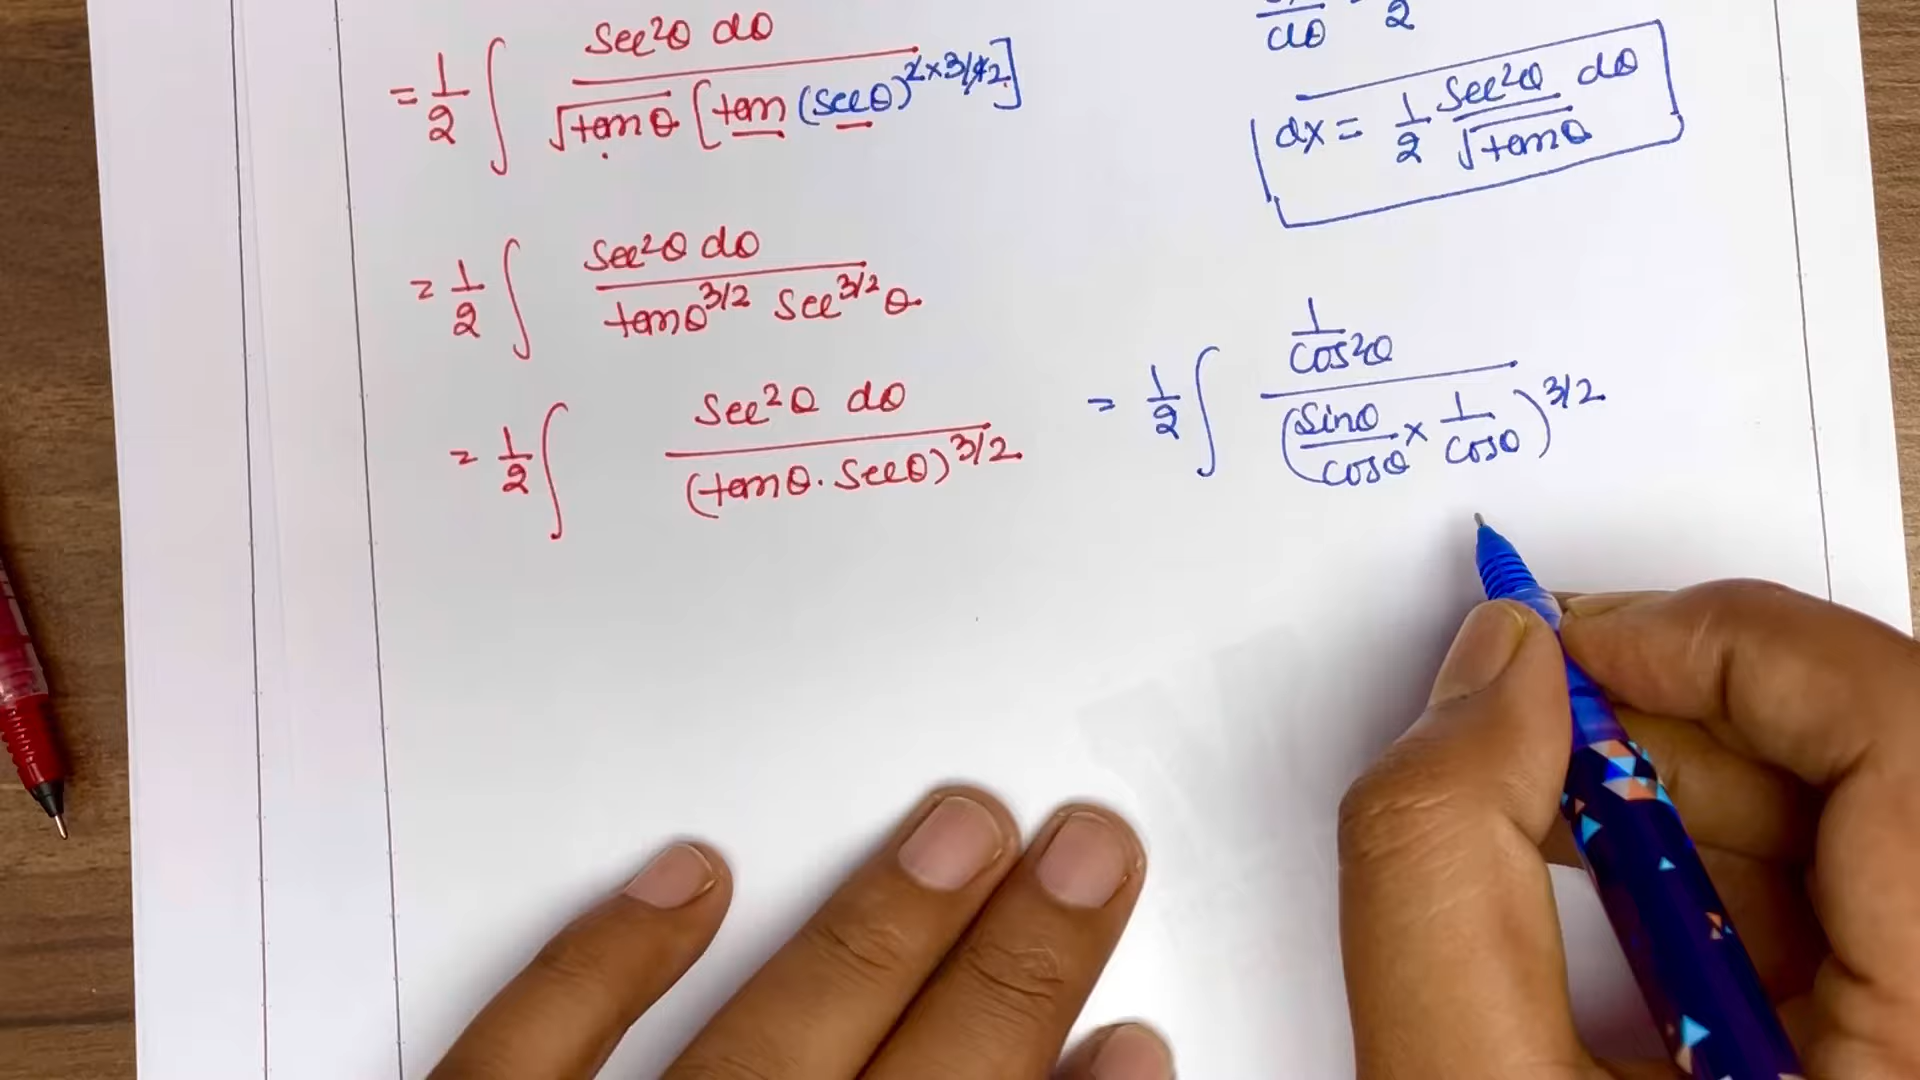 = 1/2 ∫ sec²θ dθ / √tanθ [tan (secθ)^2×3/42]
= 1/2 ∫ sec²θ dθ / tanθ^3/2 sec^3/2 θ
= 1/2 ∫ sec²θ dθ / (tanθ · secθ)^3/2
dθ 2
dx = 1/2 sec²θ dθ / √tanθ
= 1/2 ∫ 1/cos²θ / (sinθ/cosθ × 1/cosθ)^3/2